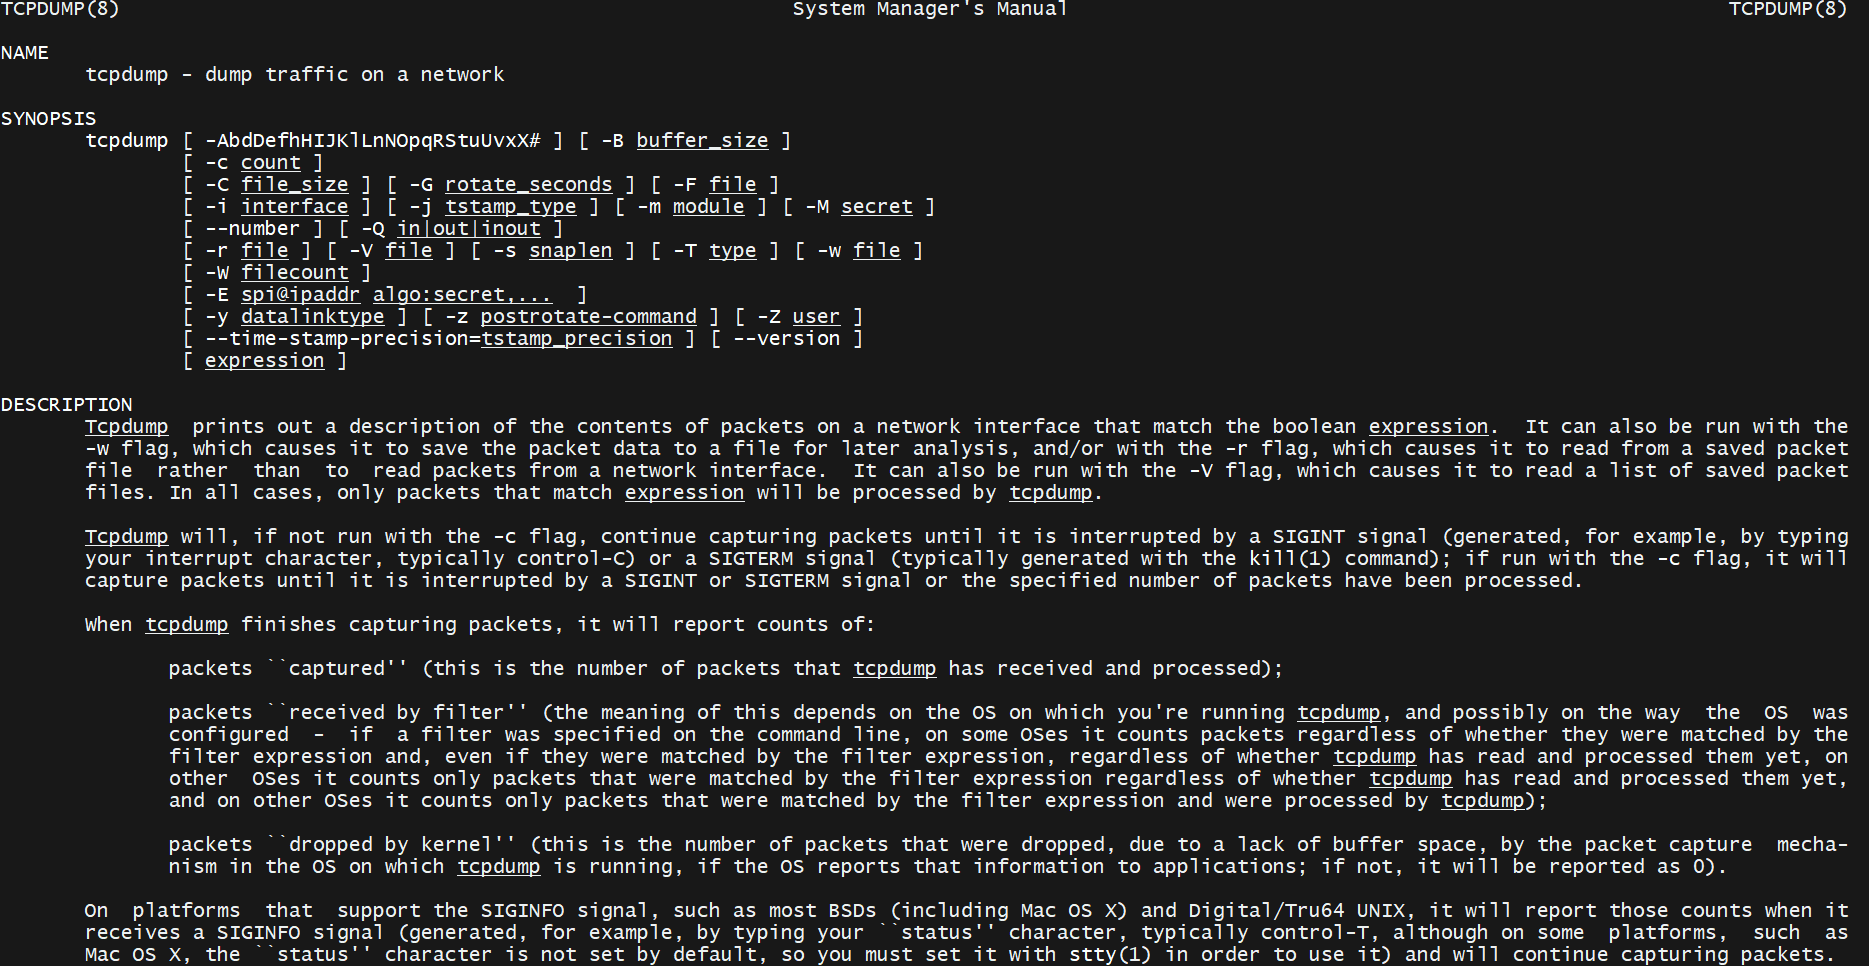 TCPDUMP(8)                                                         System Manager's Manual                                                        TCPDUMP(8)
NAME
tcpdump - dump traffic on a network
SYNOPSIS
tcpdump [ -AbdDefhHIJKlLnNOpqRStuUvxX# ] [ -B buffer_size ]
[ -c count ]
[ -C file_size ] [ -G rotate_seconds ] [ -F file ]
[ -i interface ] [ -j tstamp_type ] [ -m module ] [ -M secret ]
[ --number ] [ -Q in|out|inout ]
[ -r file ] [ -V file ] [ -s snaplen ] [ -T type ] [ -w file ]
[ -W filecount ]
[ -E spi@ipaddr algo:secret,...  ]
[ -y datalinktype ] [ -z postrotate-command ] [ -Z user ]
[ --time-stamp-precision=tstamp_precision ] [ --version ]
[ expression ]
DESCRIPTION
Tcpdump  prints out a description of the contents of packets on a network interface that match the boolean expression.  It can also be run with the
-w flag, which causes it to save the packet data to a file for later analysis, and/or with the -r flag, which causes it to read from a saved packet
file  rather  than  to  read packets from a network interface.  It can also be run with the -V flag, which causes it to read a list of saved packet
files. In all cases, only packets that match expression will be processed by tcpdump.
Tcpdump will, if not run with the -c flag, continue capturing packets until it is interrupted by a SIGINT signal (generated, for example, by typing
your interrupt character, typically control-C) or a SIGTERM signal (typically generated with the kill(1) command); if run with the -c flag, it will
capture packets until it is interrupted by a SIGINT or SIGTERM signal or the specified number of packets have been processed.
When tcpdump finishes capturing packets, it will report counts of:
packets ``captured'' (this is the number of packets that tcpdump has received and processed);
packets ``received by filter'' (the meaning of this depends on the OS on which you're running tcpdump, and possibly on the way  the  OS  was
configured  -  if  a filter was specified on the command line, on some OSes it counts packets regardless of whether they were matched by the
filter expression and, even if they were matched by the filter expression, regardless of whether tcpdump has read and processed them yet, on
other  OSes it counts only packets that were matched by the filter expression regardless of whether tcpdump has read and processed them yet,
and on other OSes it counts only packets that were matched by the filter expression and were processed by tcpdump);
packets ``dropped by kernel'' (this is the number of packets that were dropped, due to a lack of buffer space, by the packet capture  mecha-
nism in the OS on which tcpdump is running, if the OS reports that information to applications; if not, it will be reported as 0).
On  platforms  that  support the SIGINFO signal, such as most BSDs (including Mac OS X) and Digital/Tru64 UNIX, it will report those counts when it
receives a SIGINFO signal (generated, for example, by typing your ``status'' character, typically control-T, although on some  platforms,  such  as
Mac OS X, the ``status'' character is not set by default, so you must set it with stty(1) in order to use it) and will continue capturing packets.